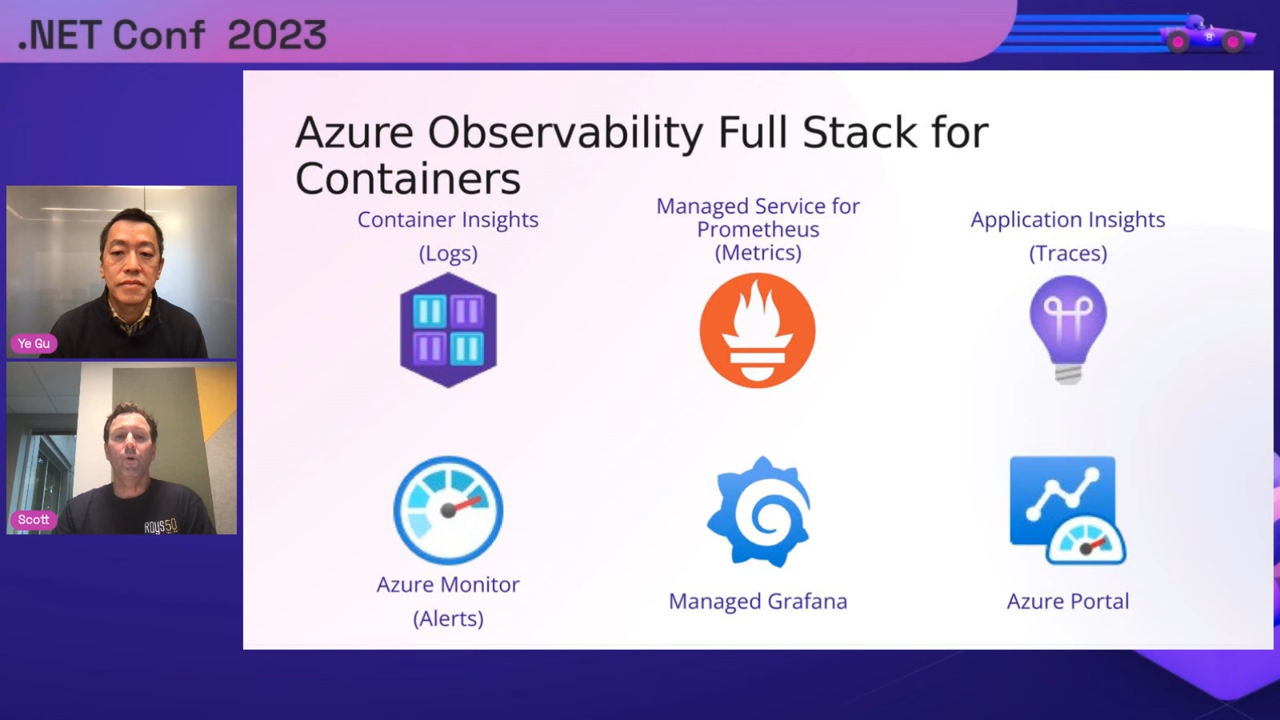 .NET Conf 2023
Azure Observability Full Stack for
Containers
Container Insights
(Logs)
Managed Service for
Prometheus
(Metrics)
Application Insights
(Traces)
Azure Monitor
(Alerts)
Managed Grafana
Azure Portal
Ye Gu
Scott
Roys50